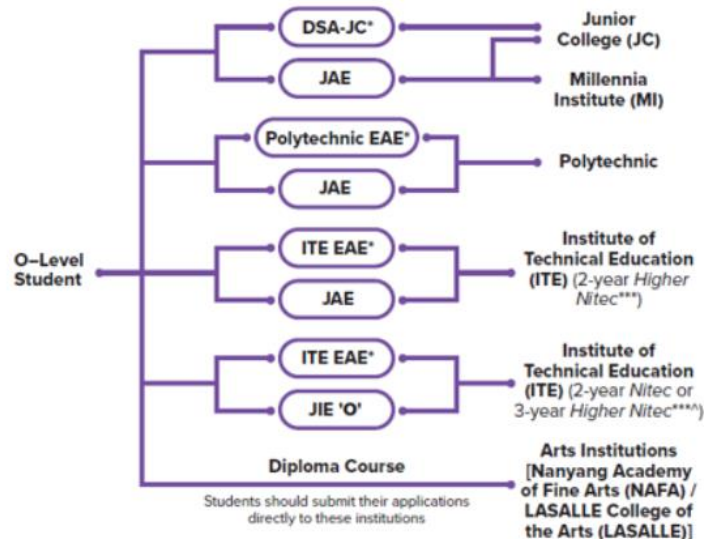 DSA-JC*
Junior
College (JC)
JAE
Millennia
Institute (MI)
Polytechnic EAE*
Polytechnic
JAE
O–Level
Student
ITE EAE*
JAE
Institute of
Technical Education
(ITE) (2-year Higher
Nitec***)
ITE EAE*
JIE 'O'
Institute of
Technical Education
(ITE) (2-year Nitec or
3-year Higher Nitec***^)
Diploma Course
Students should submit their applications
directly to these institutions
Arts Institutions
[Nanyang Academy
of Fine Arts (NAFA) /
LASALLE College of
the Arts (LASALLE)]